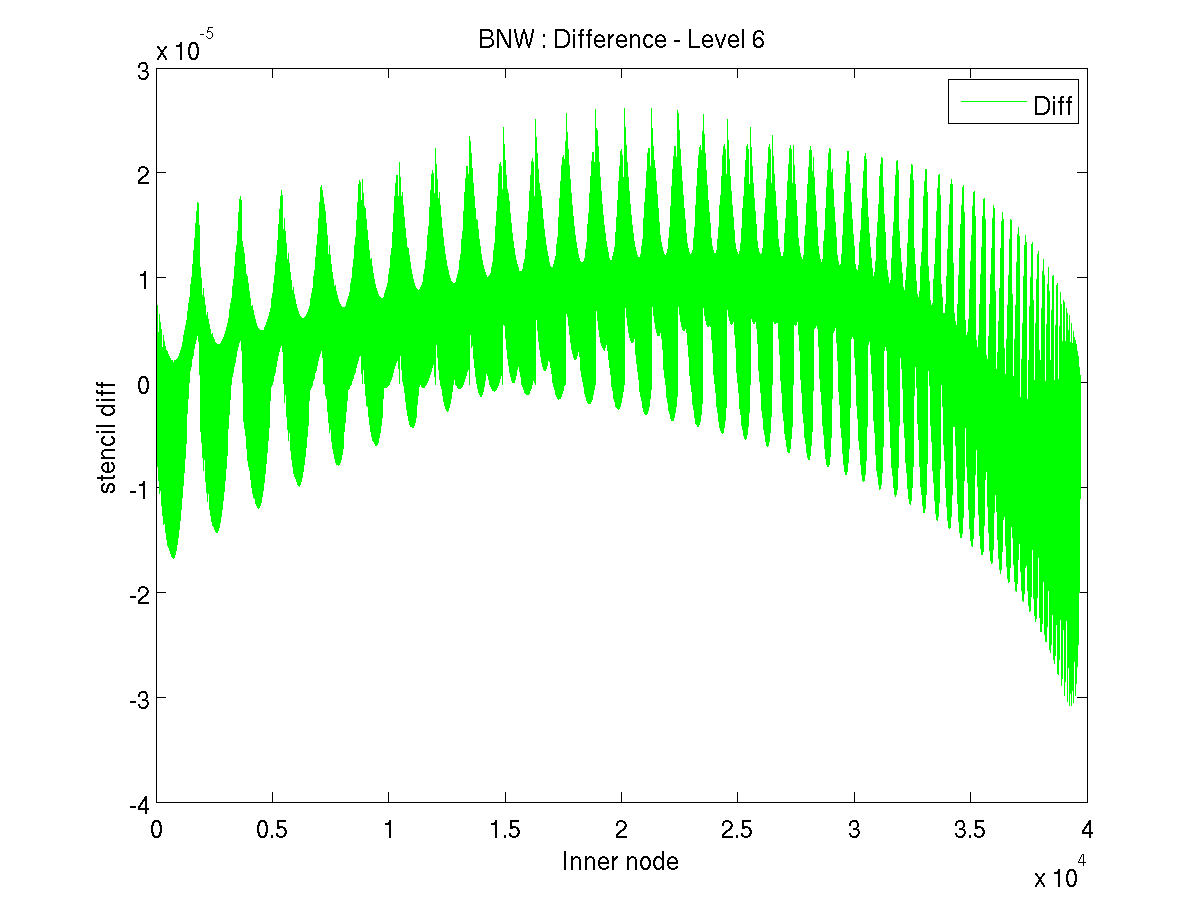 BNW : Difference - Level 6
x 10^-5
Diff
3
2
1
0
-1
-2
-3
-4
stencil diff
0 0.5 1 1.5 2 2.5 3 3.5 4
Inner node
x 10^4